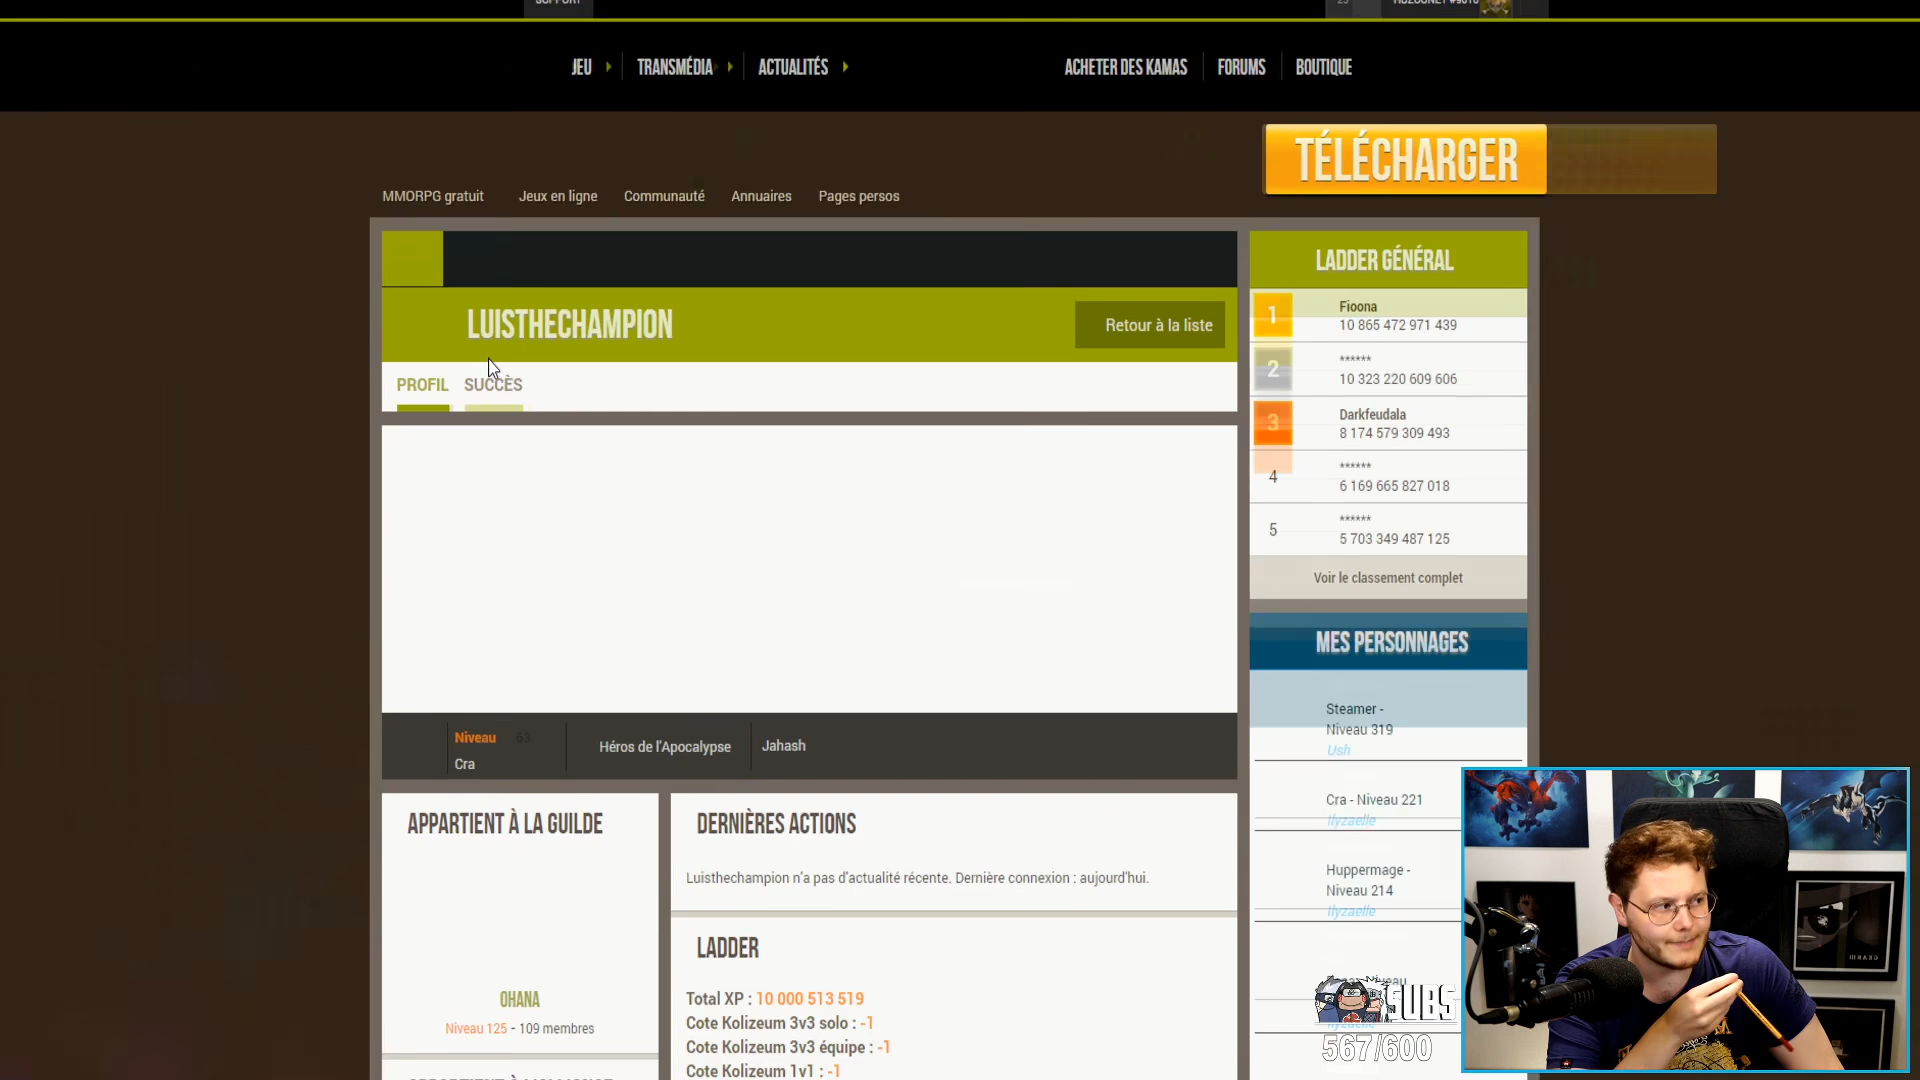 SUPPORT
JEU
TRANSMÉDIA
ACTUALITÉS
ACHETER DES KAMAS
FORUMS
BOUTIQUE
TÉLÉCHARGER
MMORPG gratuit
Jeux en ligne
Communauté
Annuaires
Pages persos
LUISTHECHAMPION
Retour à la liste
PROFIL
SUCCÈS
Niveau 63
Cra
Héros de l'Apocalypse
Jahash
APPARTIENT À LA GUILDE
OHANA
Niveau 125 - 109 membres
DERNIÈRES ACTIONS
Luisthechampion n'a pas d'actualité récente. Dernière connexion : aujourd'hui.
LADDER
Total XP : 10 000 513 519
Cote Kolizeum 3v3 solo : -1
Cote Kolizeum 3v3 équipe : -1
Cote Kolizeum 1v1 : -1
LADDER GÉNÉRAL
1
Fioona
10 865 472 971 439
2
******
10 323 220 609 606
3
Darkfeudala
8 174 579 309 493
4
******
6 169 665 827 018
5
******
5 703 349 487 125
Voir le classement complet
MES PERSONNAGES
Steamer -
Niveau 319
Ush
Cra - Niveau 221
Ilyzaelle
Huppermage -
Niveau 214
Ilyzaelle
SUBS
567/600